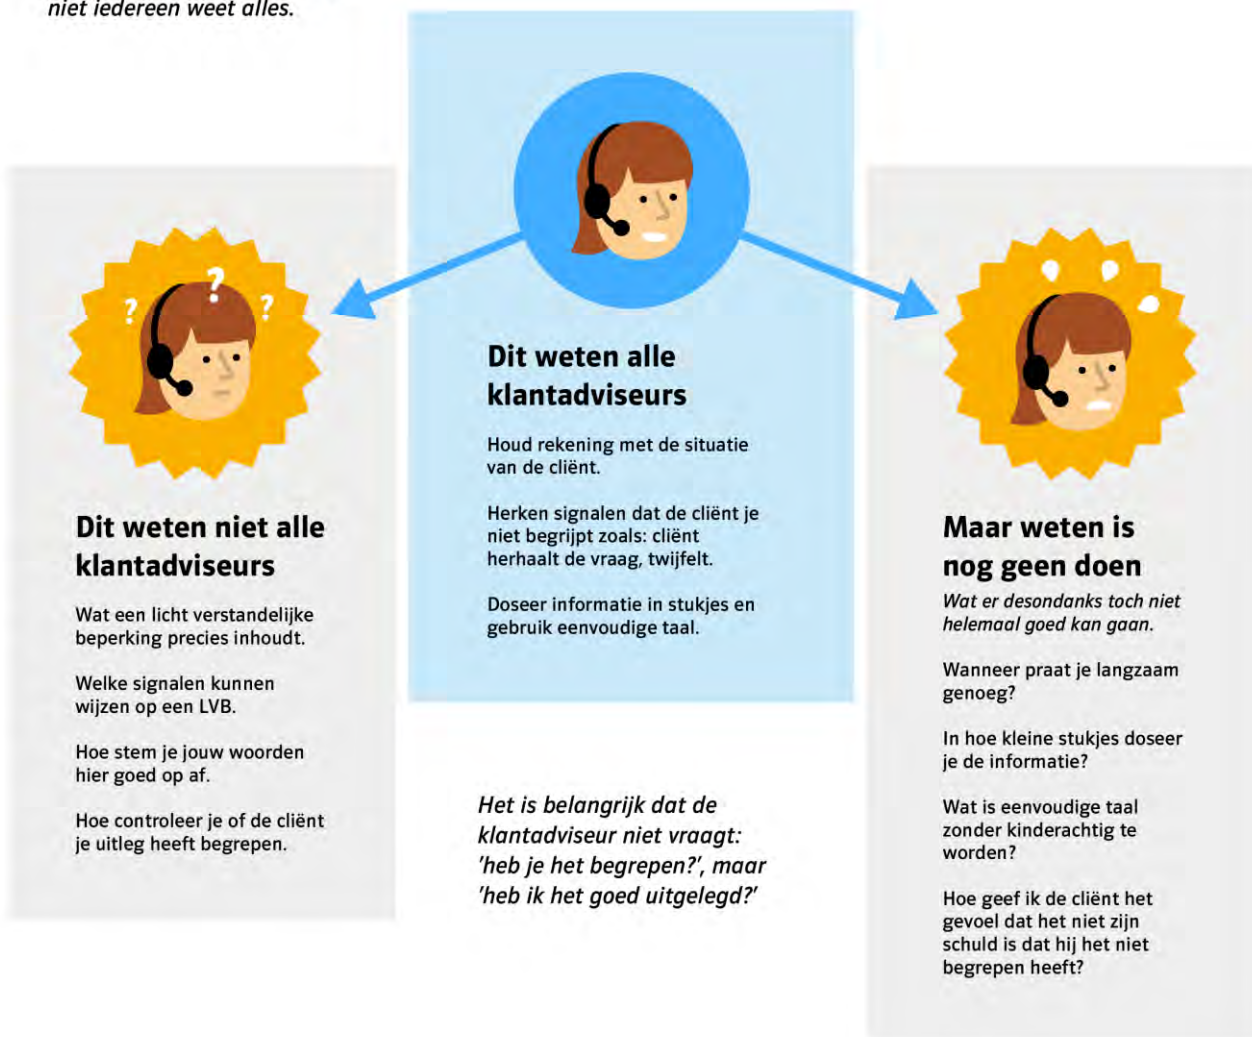 niet iedereen weet alles.
? ? ?
Dit weten niet alle
klantadviseurs
Wat een licht verstandelijke
beperking precies inhoudt.
Welke signalen kunnen
wijzen op een LVB.
Hoe stem je jouw woorden
hier goed op af.
Hoe controleer je of de cliënt
je uitleg heeft begrepen.
Dit weten alle
klantadviseurs
Houd rekening met de situatie
van de cliënt.
Herken signalen dat de cliënt je
niet begrijpt zoals: cliënt
herhaalt de vraag, twijfelt.
Doseer informatie in stukjes en
gebruik eenvoudige taal.
Het is belangrijk dat de
klantadviseur niet vraagt:
'heb je het begrepen?', maar
'heb ik het goed uitgelegd?'
Maar weten is
nog geen doen
Wat er desondanks toch niet
helemaal goed kan gaan.
Wanneer praat je langzaam
genoeg?
In hoe kleine stukjes doseer
je de informatie?
Wat is eenvoudige taal
zonder kinderachtig te
worden?
Hoe geef ik de cliënt het
gevoel dat het niet zijn
schuld is dat hij het niet
begrepen heeft?